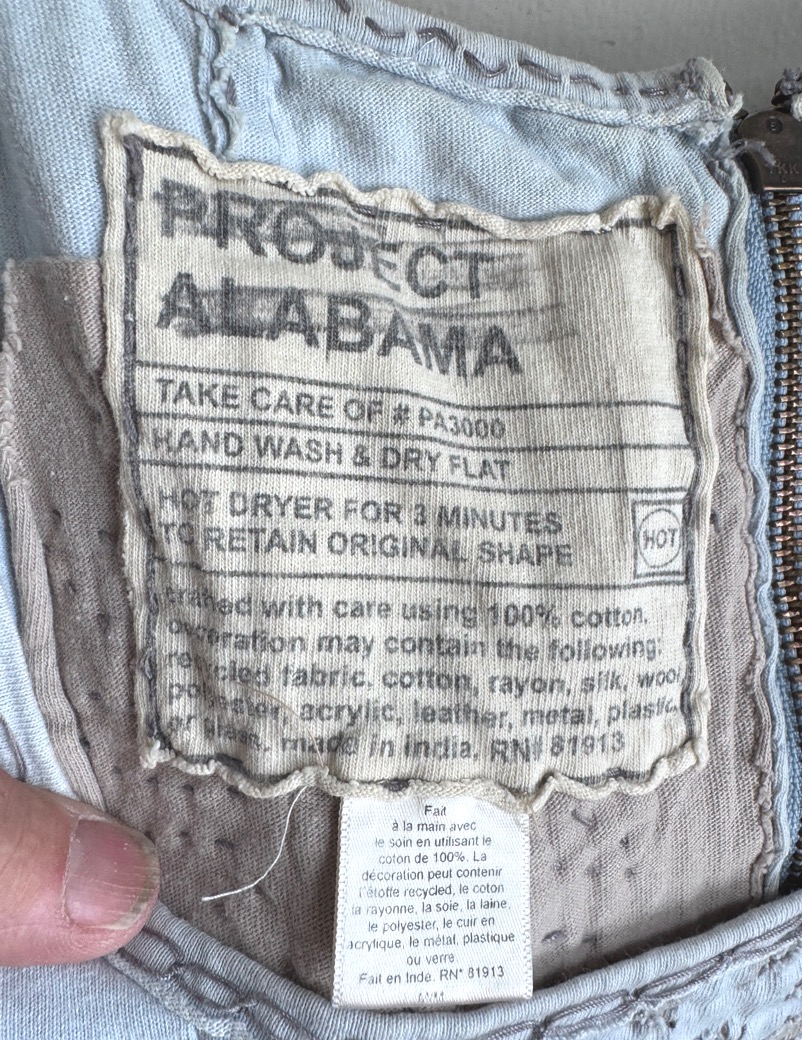 PROJECT
ALABAMA
TAKE CARE OF # PA3000
HAND WASH & DRY FLAT
HOT DRYER FOR 3 MINUTES
TO RETAIN ORIGINAL SHAPE
HOT
crafted with care using 100% cotton.
decoration may contain the following:
recycled fabric, cotton, rayon, silk, wool
polyester, acrylic, leather, metal, plastic,
or glass. made in india. RN# 81913
Fait
à la main avec
le soin en utilisant le
coton de 100%. La
décoration peut contenir
l'étoffe recycled, le coton
la rayonne, la soie, la laine,
le polyester, le cuir en
acrylique, le métal, plastique
ou verre.
Fait en Inde. RN° 81913
YKK